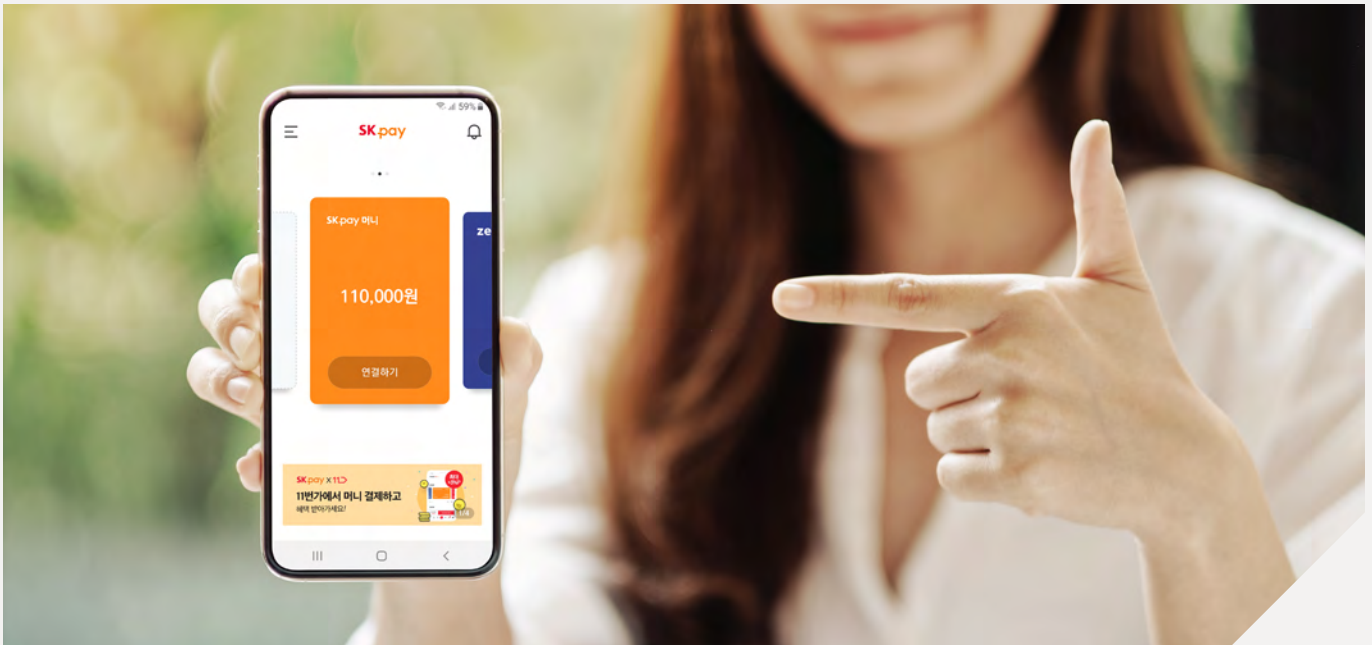 59%
SK pay
SK pay 머니
ze
110,000원
연결하기
SK pay x 11
11번가에서 머니 결제하고
혜택 받아가세요!
1/4